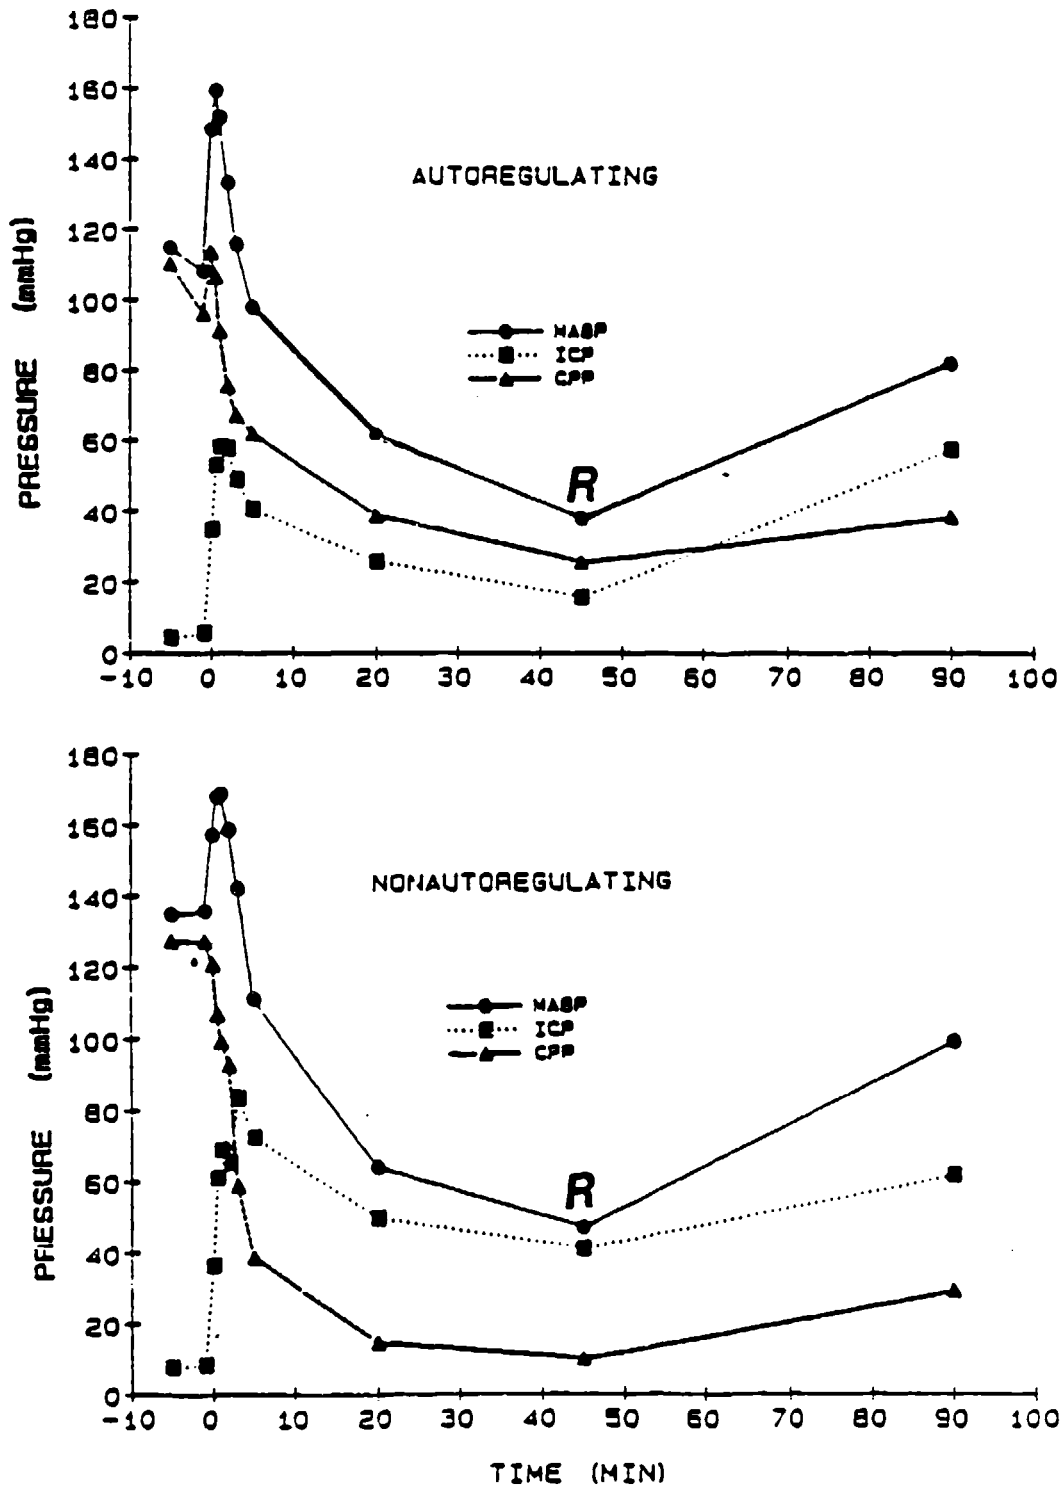 180
160
140
120
100
80
60
40
20
0
PRESSURE (mmHg)
AUTOREGULATING
MASP
ICP
CPP
R
-10 0 10 20 30 40 50 60 70 80 90 100
180
160
140
120
100
80
60
40
20
0
PRESSURE (mmHg)
NONAUTOREGULATING
MASP
ICP
CPP
R
-10 0 10 20 30 40 50 60 70 80 90 100
TIME (MIN)